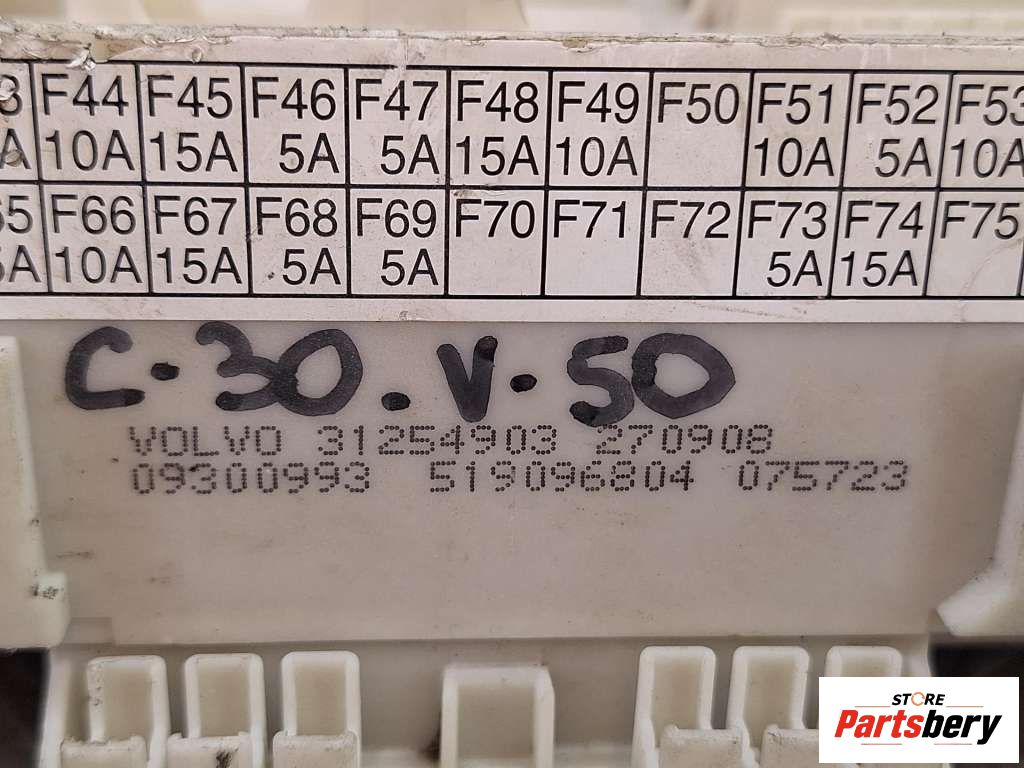 F44 F45 F46 F47 F48 F49 F50 F51 F52 F53
10A 15A 5A 5A 15A 10A 10A 5A 10A
F66 F67 F68 F69 F70 F71 F72 F73 F74 F75
10A 15A 5A 5A 5A 15A
C-30.V-50
VOLVO 31254903 270908
09300993 519096804 075723
STORE
Partsbery